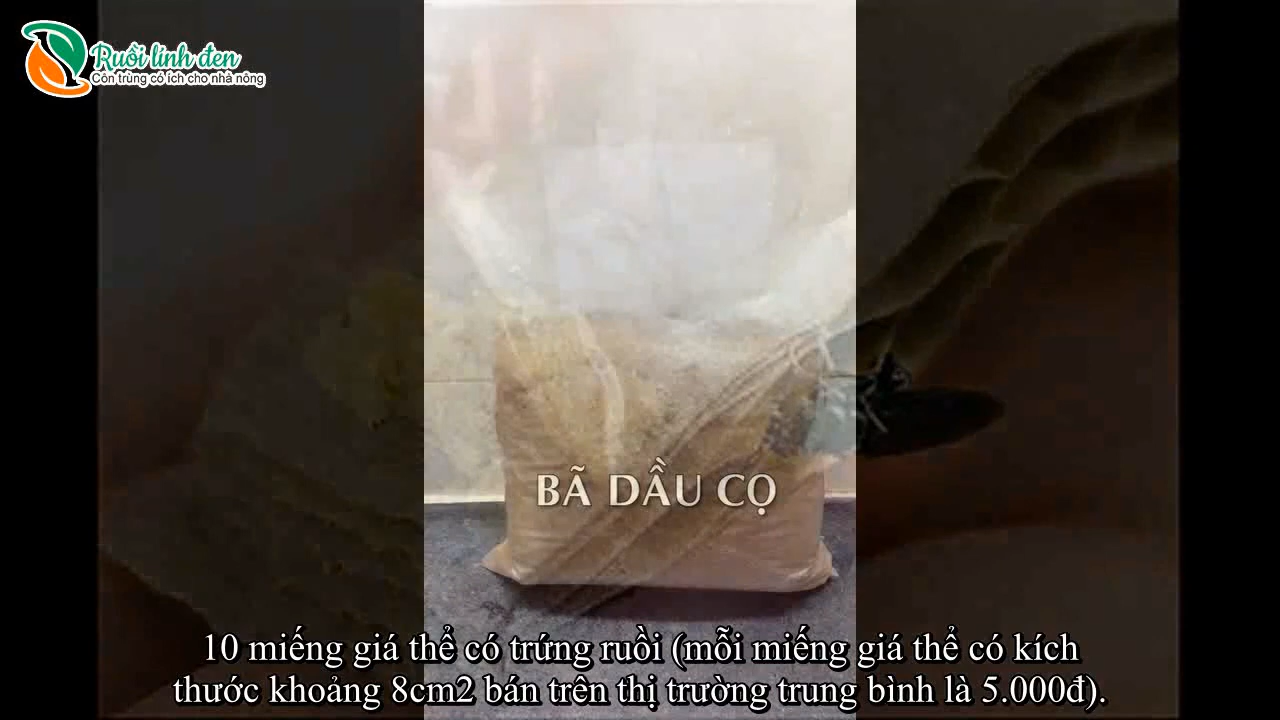 Ruồi lính đen
Côn trùng có ích cho nhà nông
BÃ DẦU CỌ
10 miếng giá thể có trứng ruồi (mỗi miếng giá thể có kích
thước khoảng 8cm2 bán trên thị trường trung bình là 5.000đ).